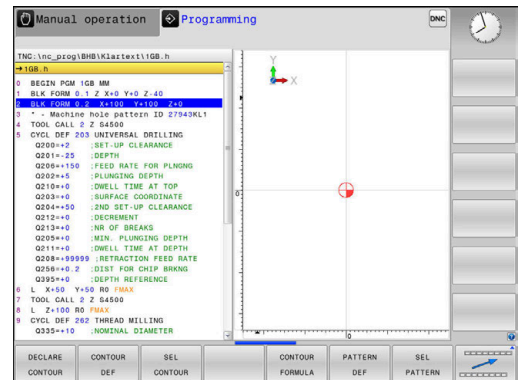 Manual operation
Programming
DNC
TNC:\nc_prog\BHB\Klartext\1GB.h
→1GB.h
0 BEGIN PGM 1GB MM
1 BLK FORM 0.1 Z X+0 Y+0 Z-40
2 BLK FORM 0.2 X+100 Y+100 Z+0
3 * - Machine hole pattern ID 27943KL1
4 TOOL CALL 2 Z S4500
5 CYCL DEF 203 UNIVERSAL DRILLING
Q200=+2 ;SET-UP CLEARANCE
Q201=-25 ;DEPTH
Q206=+150 ;FEED RATE FOR PLNGNG
Q202=+5 ;PLUNGING DEPTH
Q210=+0 ;DWELL TIME AT TOP
Q203=+0 ;SURFACE COORDINATE
Q204=+50 ;2ND SET-UP CLEARANCE
Q212=+0 ;DECREMENT
Q213=+0 ;NR OF BREAKS
Q205=+0 ;MIN. PLUNGING DEPTH
Q211=+0 ;DWELL TIME AT DEPTH
Q208=+99999 ;RETRACTION FEED RATE
Q256=+0.2 ;DIST FOR CHIP BRKNG
Q395=+0 ;DEPTH REFERENCE
6 L X+50 Y+50 R0 FMAX
7 TOOL CALL 2 Z S4500
8 L Z+100 R0 FMAX
9 CYCL DEF 262 THREAD MILLING
Q335=+10 ;NOMINAL DIAMETER
Y
X
0
0
DECLARE CONTOUR
CONTOUR DEF
SEL CONTOUR
CONTOUR FORMULA
PATTERN DEF
SEL PATTERN